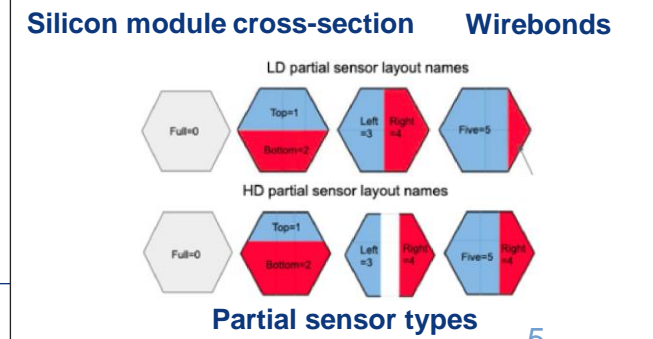 Silicon module cross-section Wirebonds
LD partial sensor layout names
Full=0
Top=1
Bottom=2
Left
=3
Right
=4
Five=5
HD partial sensor layout names
Full=0
Top=1
Bottom=2
Left
=3
Right
=4
Five=5
Right
=4
Partial sensor types
5